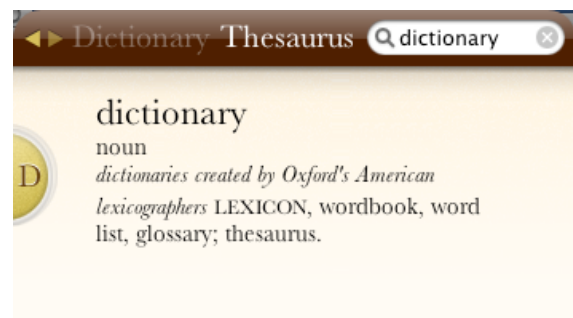 Dictionary Thesaurus dictionary
dictionary
noun
D
dictionaries created by Oxford's American
lexicographers LEXICON, wordbook, word
list, glossary; thesaurus.